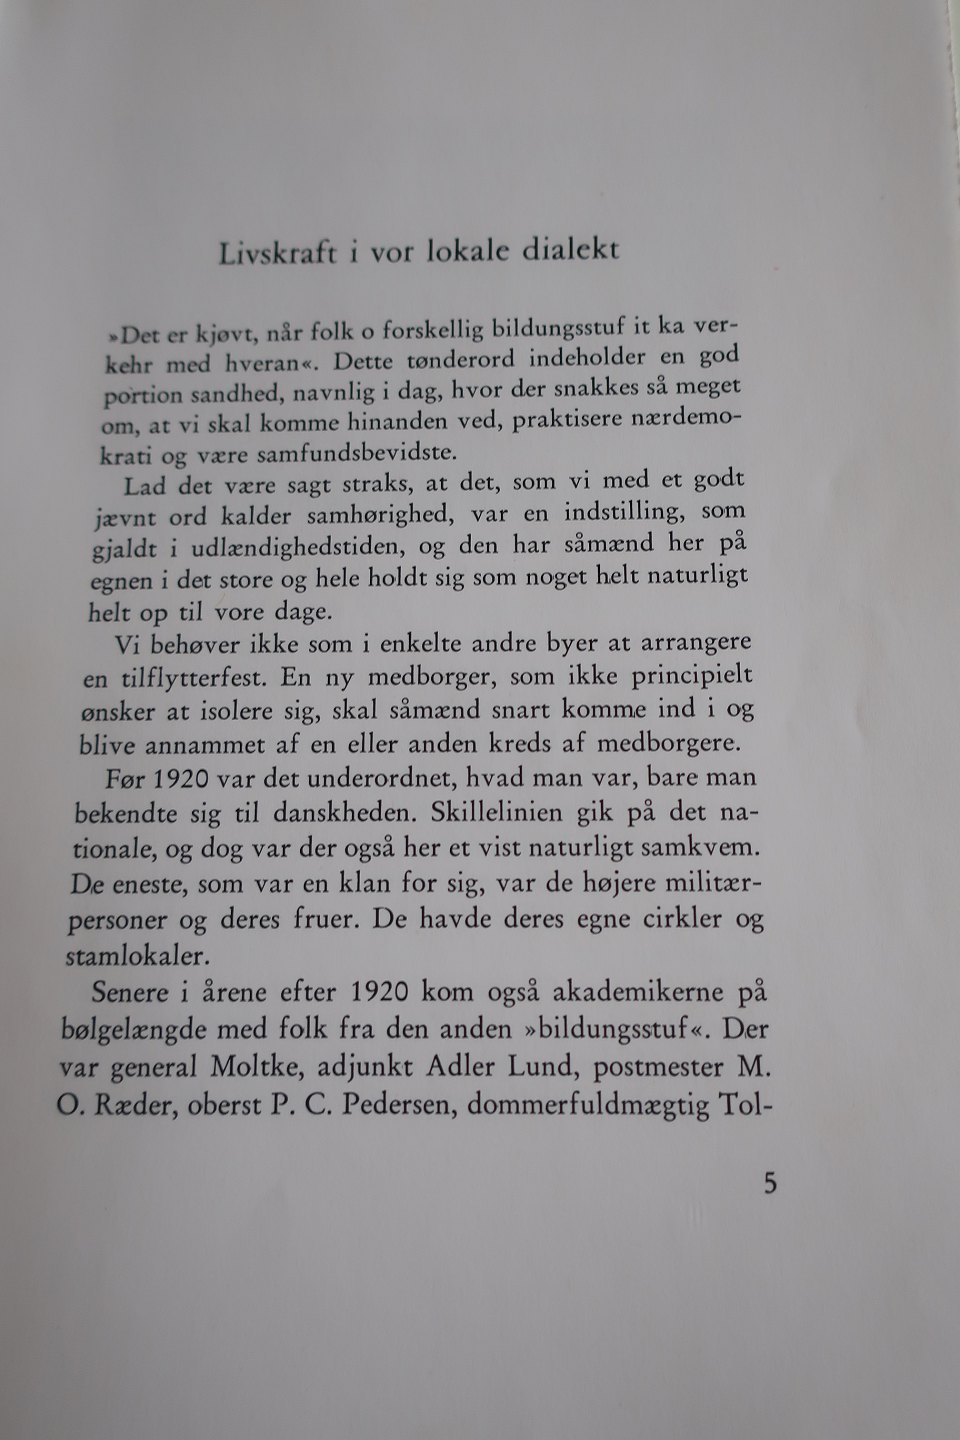 Livskraft i vor lokale dialekt
»Det er kjøvt, når folk o forskellig bildungsstuf it ka ver-
kehr med hveran«. Dette tønderord indeholder en god
portion sandhed, navnlig i dag, hvor der snakkes så meget
om, at vi skal komme hinanden ved, praktisere nærdemo-
krati og være samfundsbevidste.
Lad det være sagt straks, at det, som vi med et godt
jævnt ord kalder samhørighed, var en indstilling, som
gjaldt i udlændighedstiden, og den har såmænd her på
egnen i det store og hele holdt sig som noget helt naturligt
helt op til vore dage.
Vi behøver ikke som i enkelte andre byer at arrangere
en tilflytterfest. En ny medborger, som ikke principielt
ønsker at isolere sig, skal såmænd snart komme ind i og
blive annammet af en eller anden kreds af medborgere.
Før 1920 var det underordnet, hvad man var, bare man
bekendte sig til danskheden. Skillelinien gik på det na-
tionale, og dog var der også her et vist naturligt samkvem.
De eneste, som var en klan for sig, var de højere militær-
personer og deres fruer. De havde deres egne cirkler og
stamlokaler.
Senere i årene efter 1920 kom også akademikerne på
bølgelængde med folk fra den anden »bildungsstuf«. Der
var general Moltke, adjunkt Adler Lund, postmester M.
O. Ræder, oberst P. C. Pedersen, dommerfuldmægtig Tol-
5